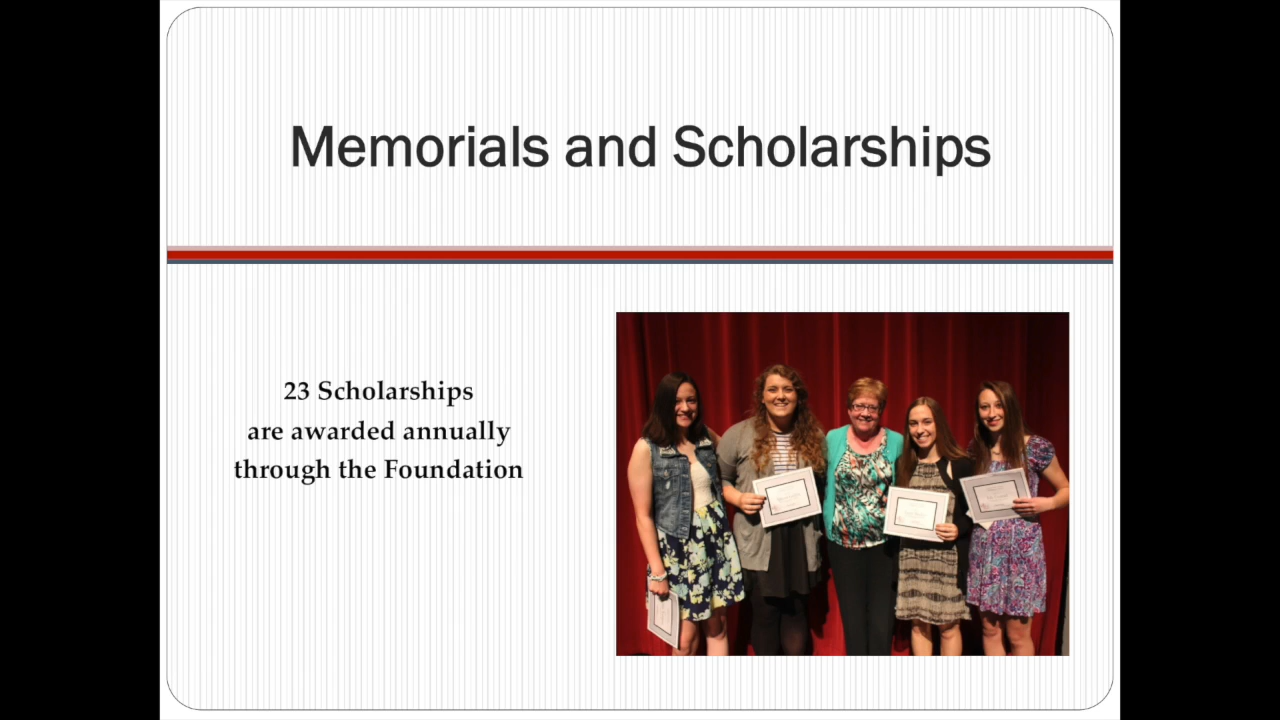 Memorials and Scholarships
23 Scholarships
are awarded annually
through the Foundation